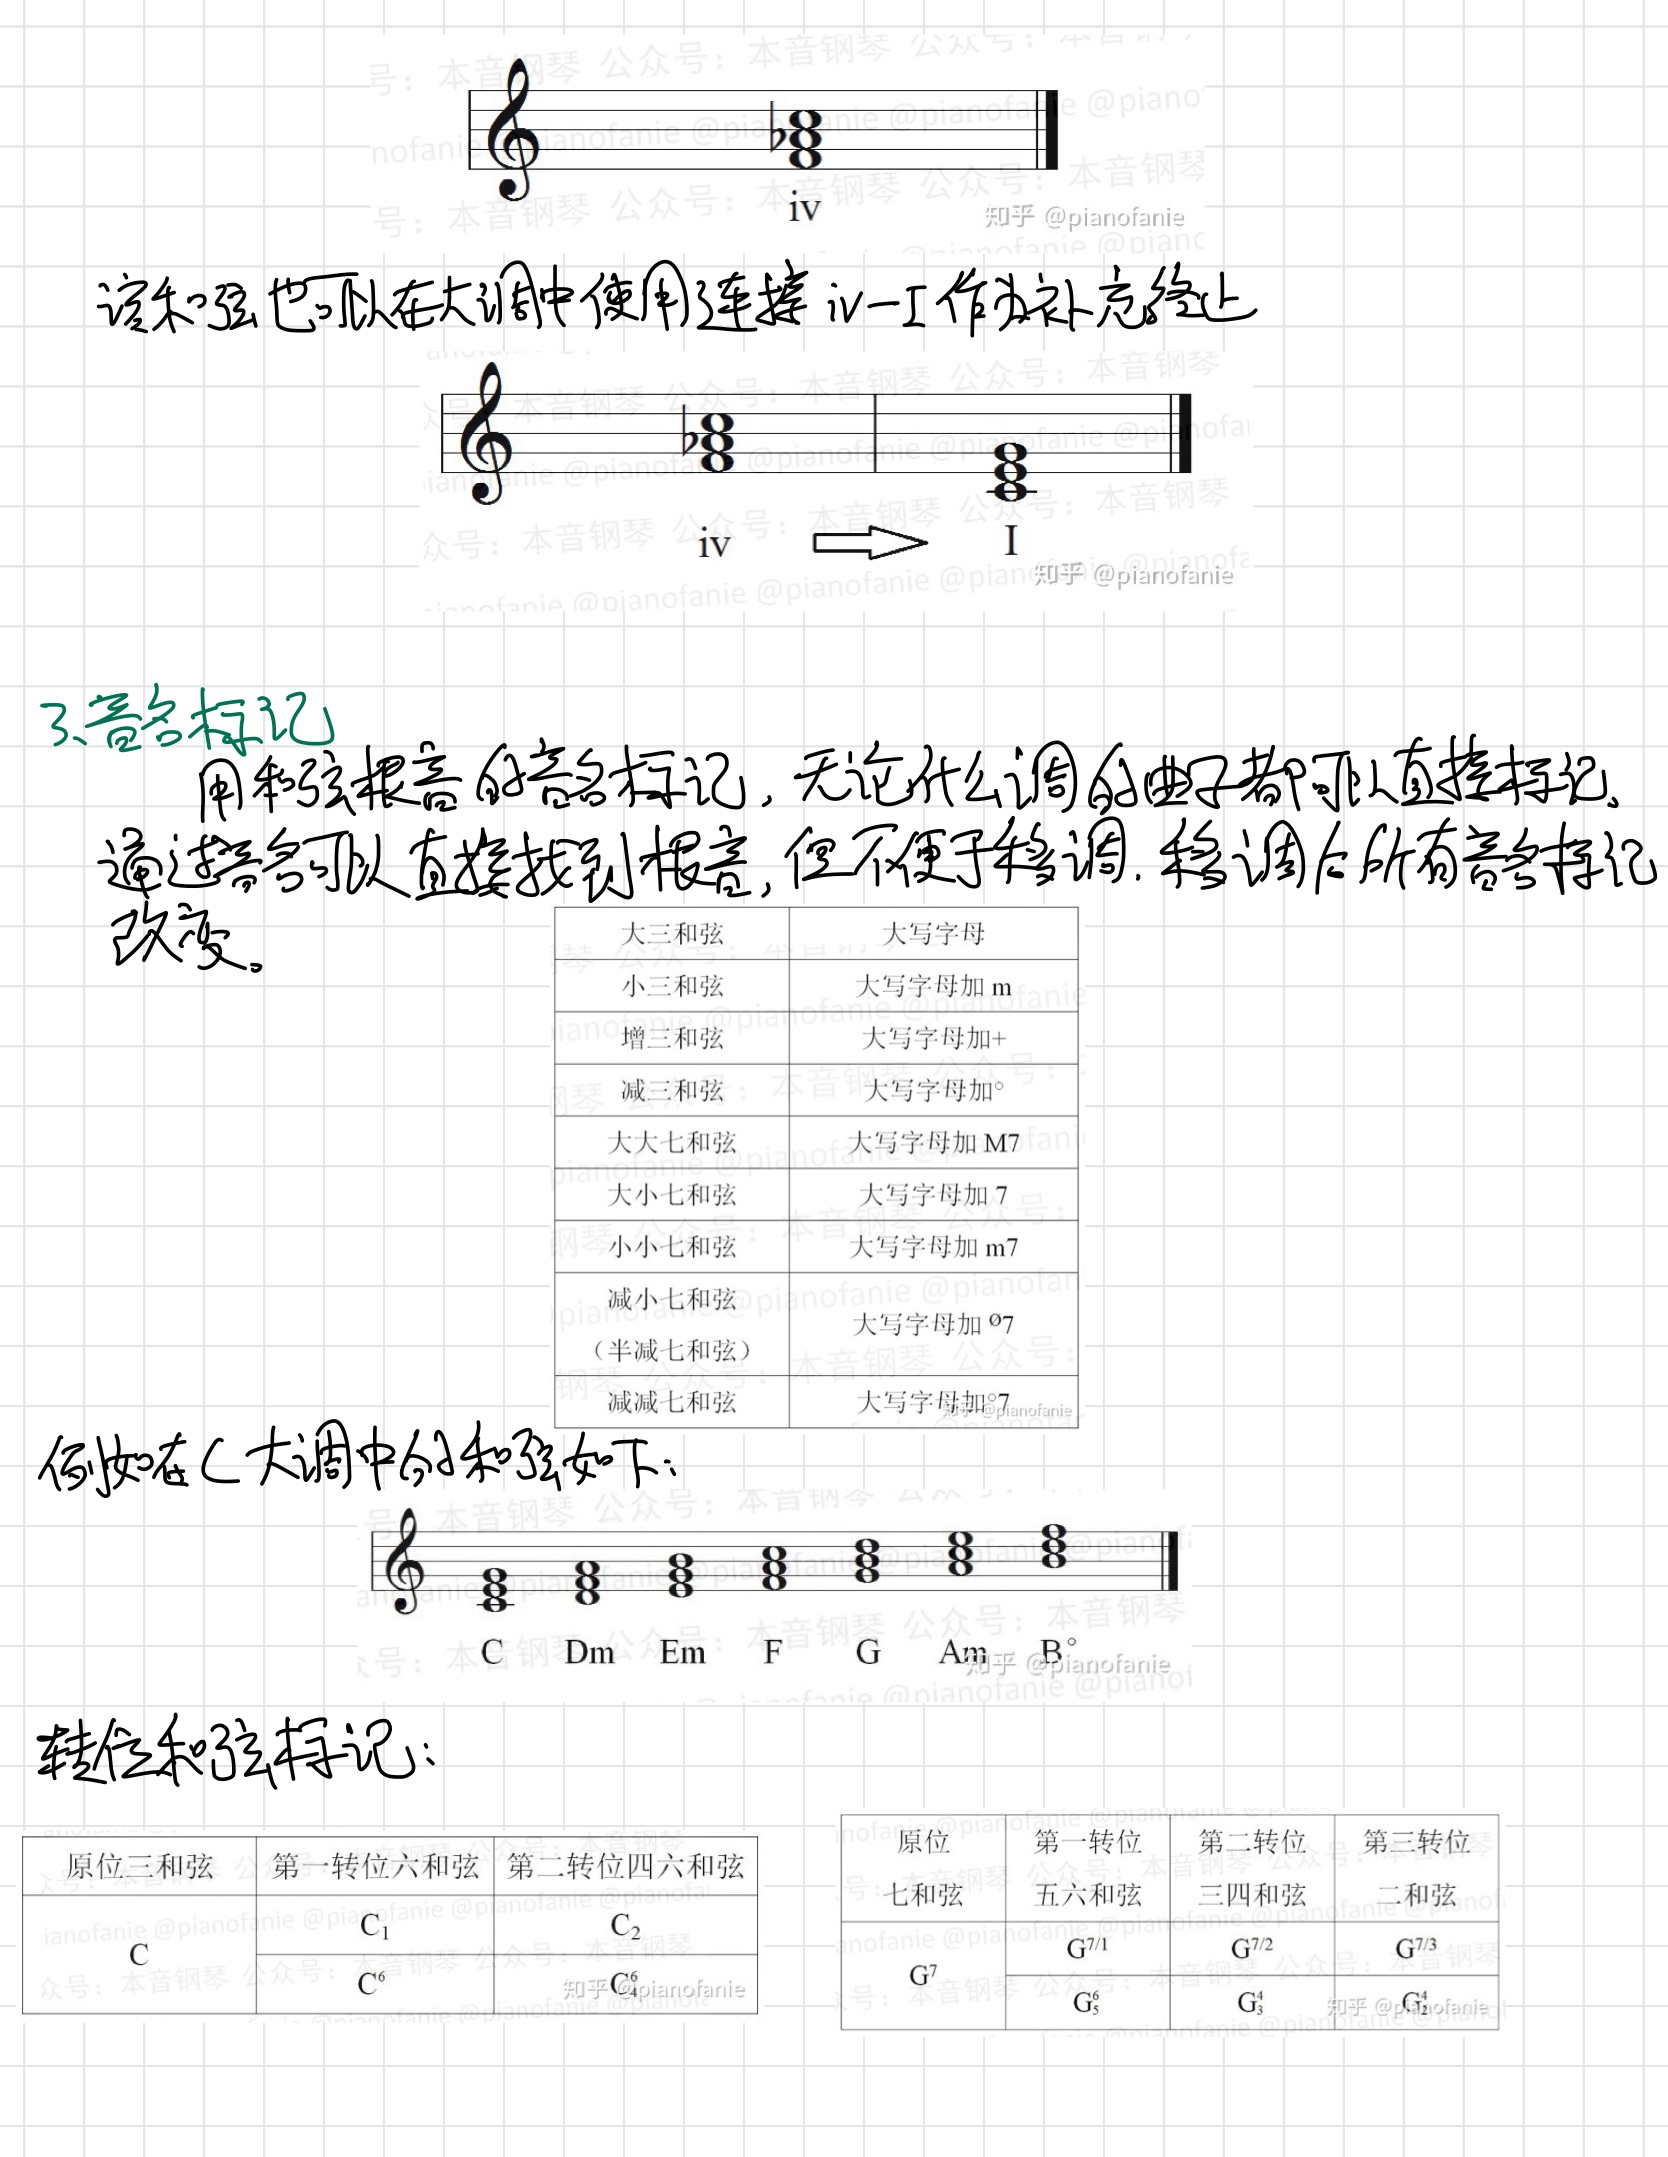 iv
知乎 @pianofanie
该和弦也可以在大调中使用连接 iv—I 作为补充终止
iv I
知乎 @pianofanie
3、音名标记
用和弦根音的音名标记，无论什么调的曲子都可以直接标记。
通过音名可以直接找到根音，但不便于移调．移调后所有音名标记
改变。
大三和弦 大写字母
小三和弦 大写字母加 m
增三和弦 大写字母加+
减三和弦 大写字母加°
大大七和弦 大写字母加 M7
大小七和弦 大写字母加 7
小小七和弦 大写字母加 m7
减小七和弦
（半减七和弦） 大写字母加 ø7
减减七和弦 大写字母加°7
知乎 @pianofanie
例如在C大调中的和弦如下：
C Dm Em F G Am B°
知乎 @pianofanie
转位和弦标记：
原位三和弦 第一转位六和弦 第二转位四六和弦
C C₁ C₂
C⁶ C⁶₄
知乎 @pianofanie
原位 第一转位 第二转位 第三转位
七和弦 五六和弦 三四和弦 二和弦
G⁷ G⁷/¹ G⁷/² G⁷/³
G⁶₅ G⁴₃ G⁴₂
知乎 @pianofanie